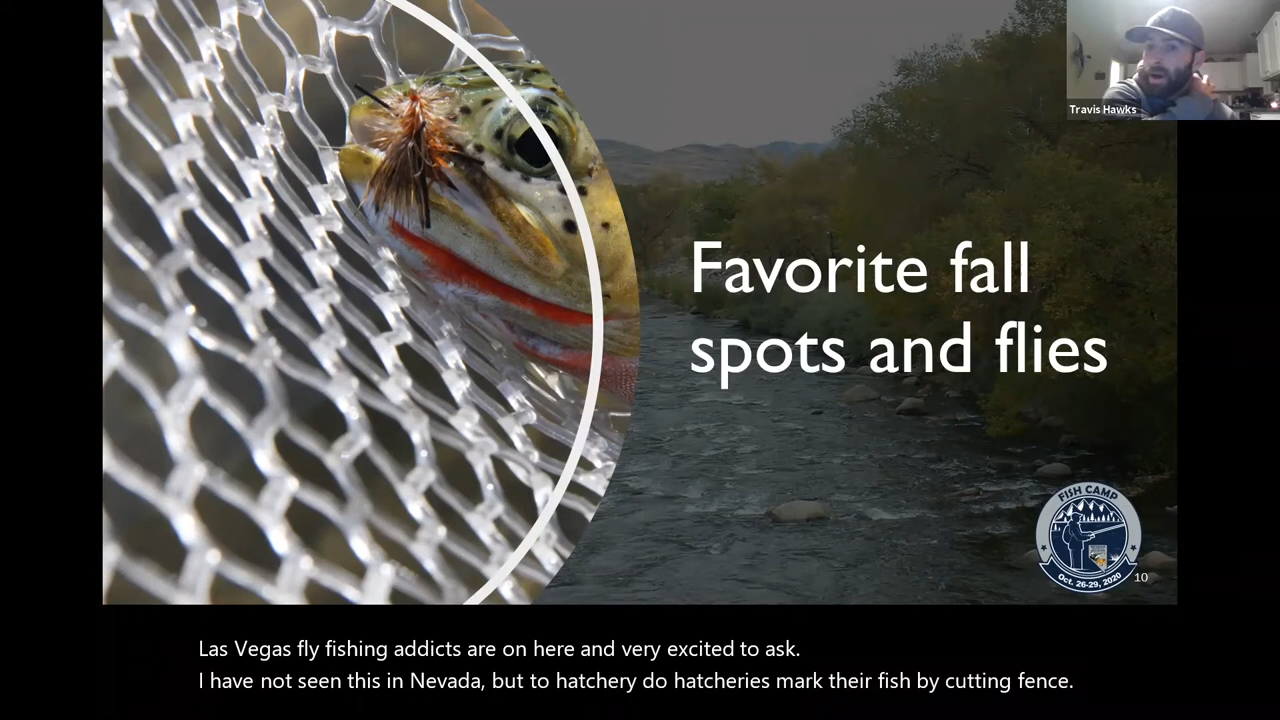 Travis Hawks
Favorite fall
spots and flies
FISH CAMP
Oct. 26-29, 2020
10
Las Vegas fly fishing addicts are on here and very excited to ask.
I have not seen this in Nevada, but to hatchery do hatcheries mark their fish by cutting fence.